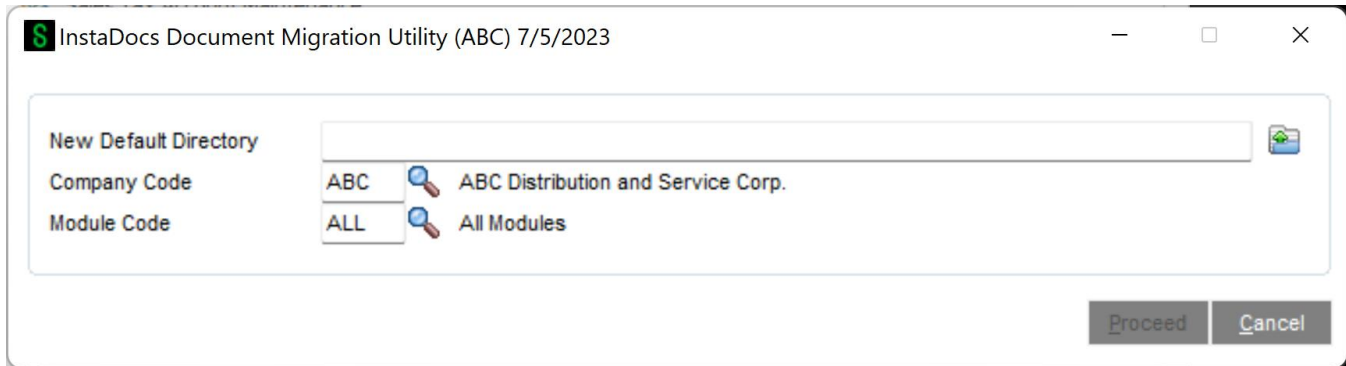 InstaDocs Document Migration Utility (ABC) 7/5/2023
New Default Directory
Company Code ABC ABC Distribution and Service Corp.
Module Code ALL All Modules
Proceed Cancel